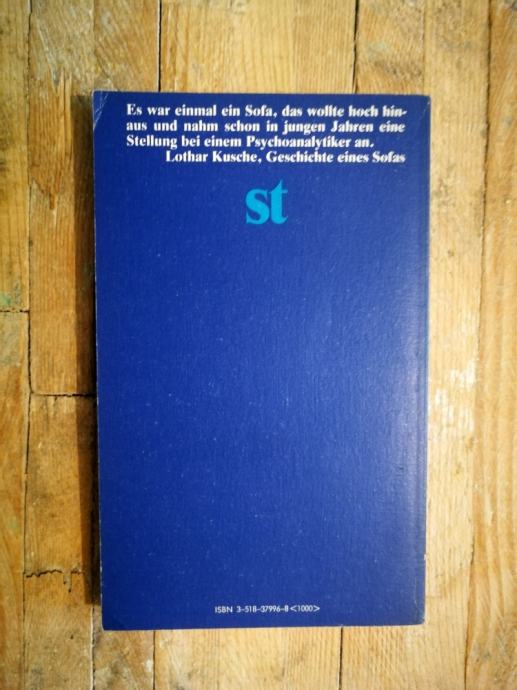 Es war einmal ein Sofa, das wollte hoch hin-
aus und nahm schon in jungen Jahren eine
Stellung bei einem Psychoanalytiker an.
Lothar Kusche, Geschichte eines Sofas
st
ISBN 3-518-37996-8 <1000>